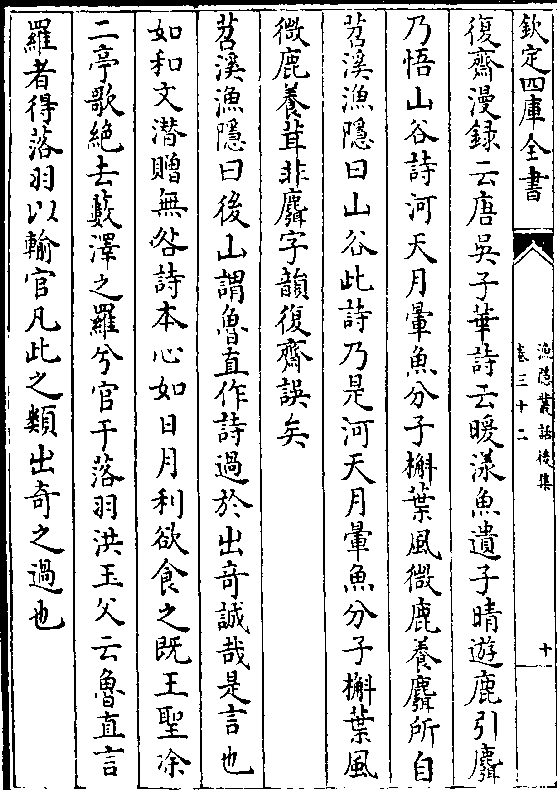 欽定四庫全書
漁隱叢話後集
卷三十二
十
復齋漫録云唐吳子華詩云暖漾魚遺子晴遊鹿引麛
乃悟山谷詩河天月暈魚分子槲葉風微鹿養麛所自
苕溪漁隱曰山谷此詩乃是河天月暈魚分子槲葉風
微鹿養茸非麛字韻復齋誤矣
苕溪漁隱曰後山謂魯直作詩過於出奇誠哉是言也
如和文潛贈無咎詩本心如日月利欲食之既王聖涂
二亭歌絶去藪澤之羅兮官于落羽洪玉父云魯直言
羅者得落羽以輸官凡此之類出奇之過也